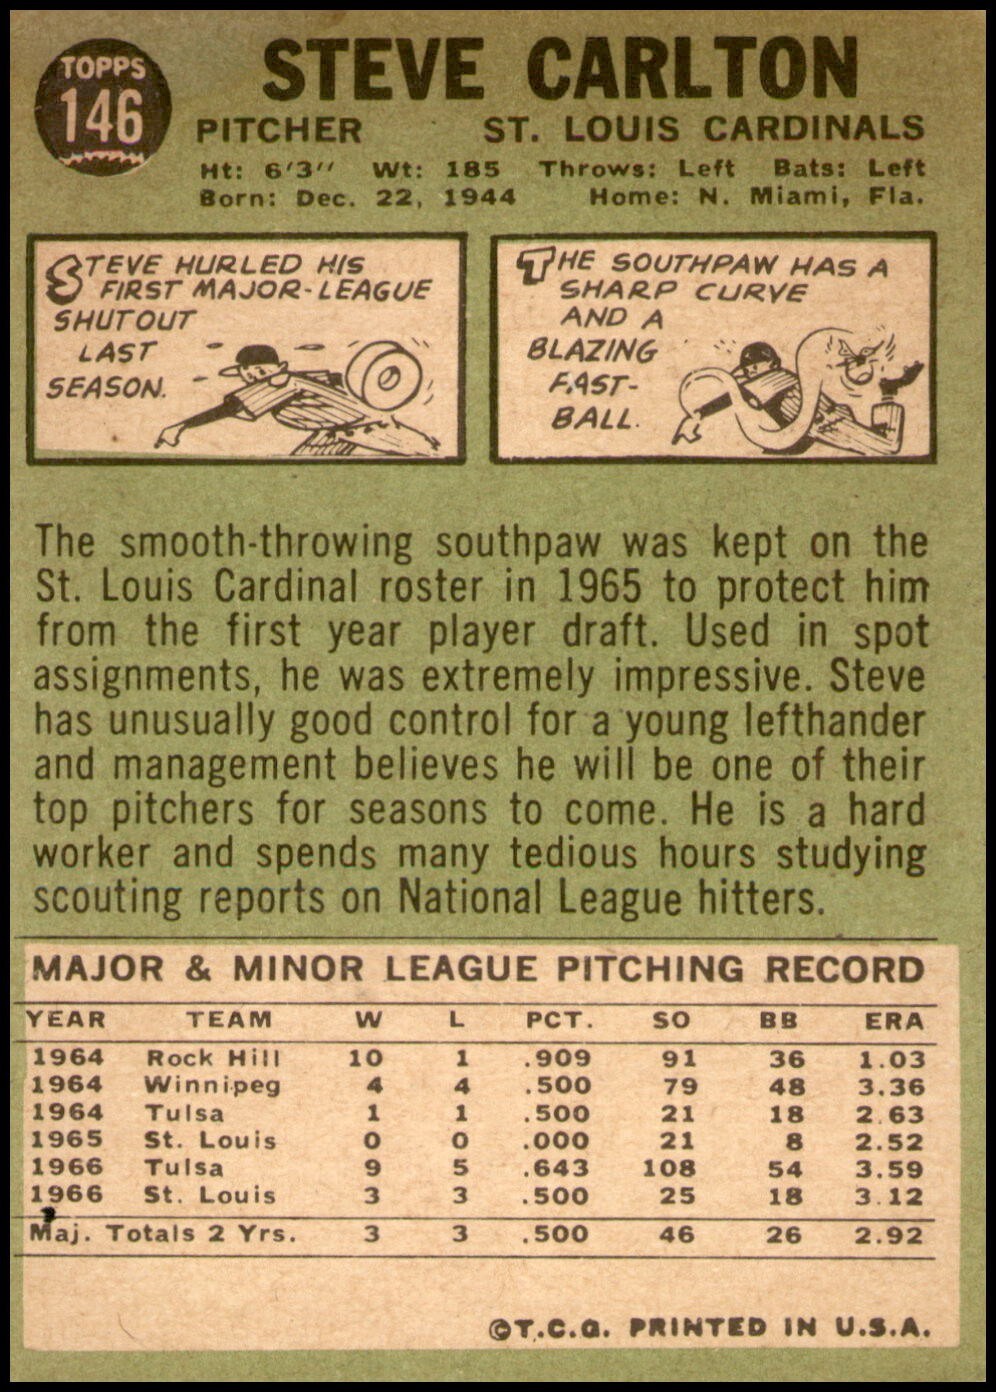 TOPPS
146
STEVE CARLTON
PITCHER ST. LOUIS CARDINALS
Ht: 6'3" Wt: 185 Throws: Left Bats: Left
Born: Dec. 22, 1944 Home: N. Miami, Fla.
STEVE HURLED HIS
FIRST MAJOR-LEAGUE
SHUTOUT
LAST
SEASON.
THE SOUTHPAW HAS A
SHARP CURVE
AND A
BLAZING
FAST-
BALL.
The smooth-throwing southpaw was kept on the
St. Louis Cardinal roster in 1965 to protect him
from the first year player draft. Used in spot
assignments, he was extremely impressive. Steve
has unusually good control for a young lefthander
and management believes he will be one of their
top pitchers for seasons to come. He is a hard
worker and spends many tedious hours studying
scouting reports on National League hitters.
MAJOR & MINOR LEAGUE PITCHING RECORD
YEAR TEAM W L PCT. SO BB ERA
1964 Rock Hill 10 1 .909 91 36 1.03
1964 Winnipeg 4 4 .500 79 48 3.36
1964 Tulsa 1 1 .500 21 18 2.63
1965 St. Louis 0 0 .000 21 8 2.52
1966 Tulsa 9 5 .643 108 54 3.59
1966 St. Louis 3 3 .500 25 18 3.12
Maj. Totals 2 Yrs. 3 3 .500 46 26 2.92
©T.C.G. PRINTED IN U.S.A.